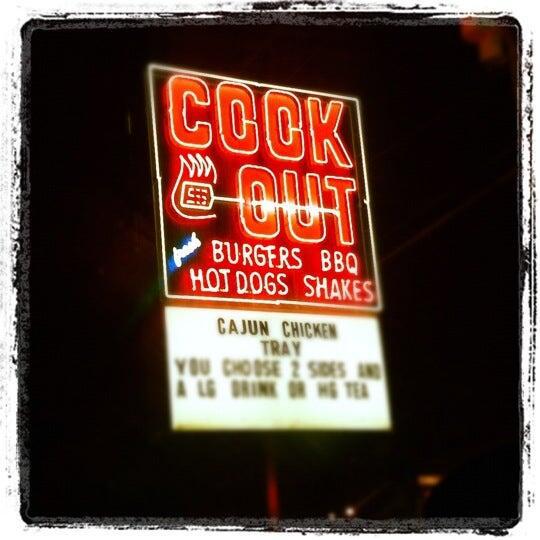 COOK
OUT
food
BURGERS BBQ
HOT DOGS SHAKES
CAJUN CHICKEN
TRAY
YOU CHOOSE 2 SIDES AND
A LG DRINK OR HG TEA